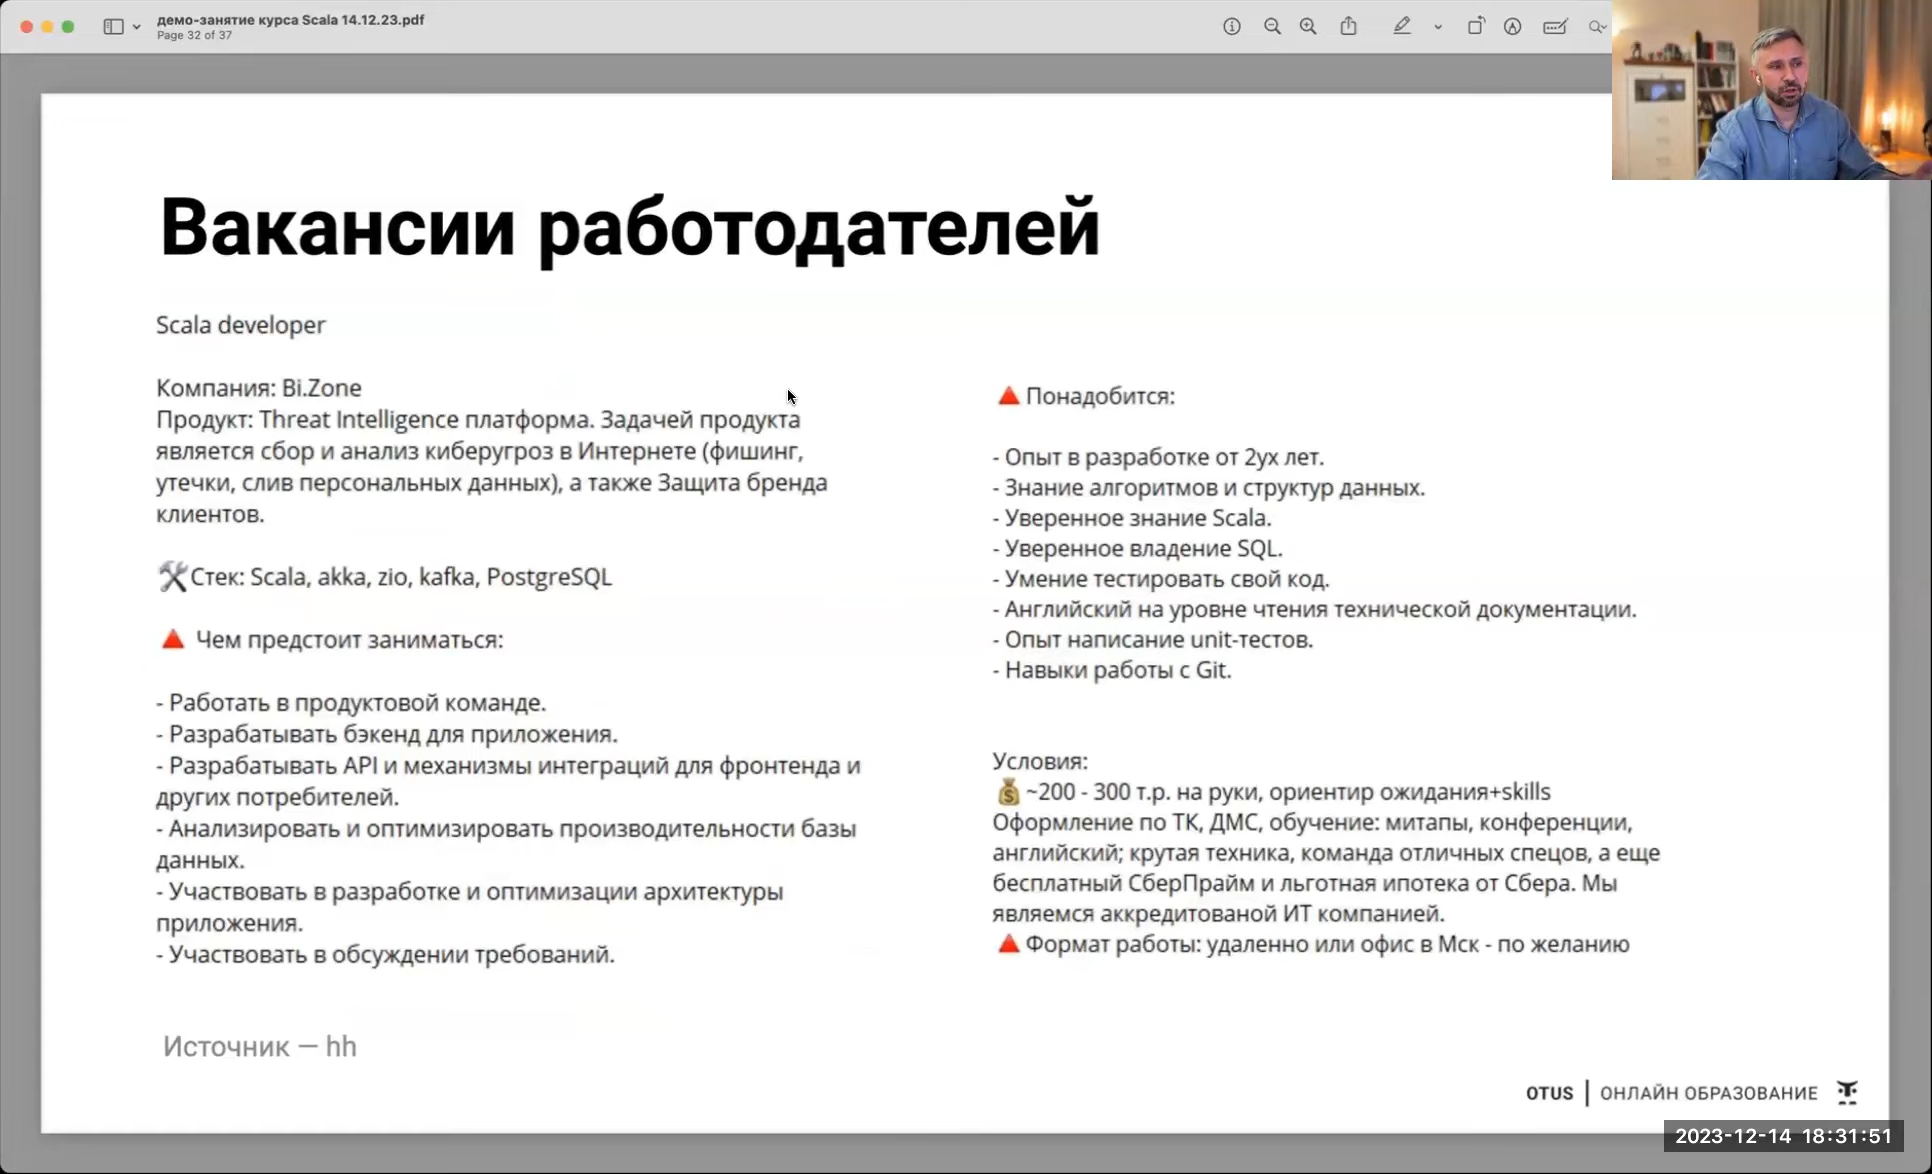 демо-занятие курса Scala 14.12.23.pdf
Page 32 of 37
Вакансии работодателей
Scala developer
Компания: Bi.Zone
Продукт: Threat Intelligence платформа. Задачей продукта
является сбор и анализ киберугроз в Интернете (фишинг,
утечки, слив персональных данных), а также Защита бренда
клиентов.
Стек: Scala, akka, zio, kafka, PostgreSQL
Чем предстоит заниматься:
- Работать в продуктовой команде.
- Разрабатывать бэкенд для приложения.
- Разрабатывать API и механизмы интеграций для фронтенда и
других потребителей.
- Анализировать и оптимизировать производительности базы
данных.
- Участвовать в разработке и оптимизации архитектуры
приложения.
- Участвовать в обсуждении требований.
Понадобится:
- Опыт в разработке от 2ух лет.
- Знание алгоритмов и структур данных.
- Уверенное знание Scala.
- Уверенное владение SQL.
- Умение тестировать свой код.
- Английский на уровне чтения технической документации.
- Опыт написание unit-тестов.
- Навыки работы с Git.
Условия:
~200 - 300 т.р. на руки, ориентир ожидания+skills
Оформление по ТК, ДМС, обучение: митапы, конференции,
английский; крутая техника, команда отличных спецов, а еще
бесплатный СберПрайм и льготная ипотека от Сбера. Мы
являемся аккредитованой ИТ компанией.
Формат работы: удаленно или офис в Мск - по желанию
Источник — hh
OTUS | ОНЛАЙН ОБРАЗОВАНИЕ
2023-12-14 18:31:51